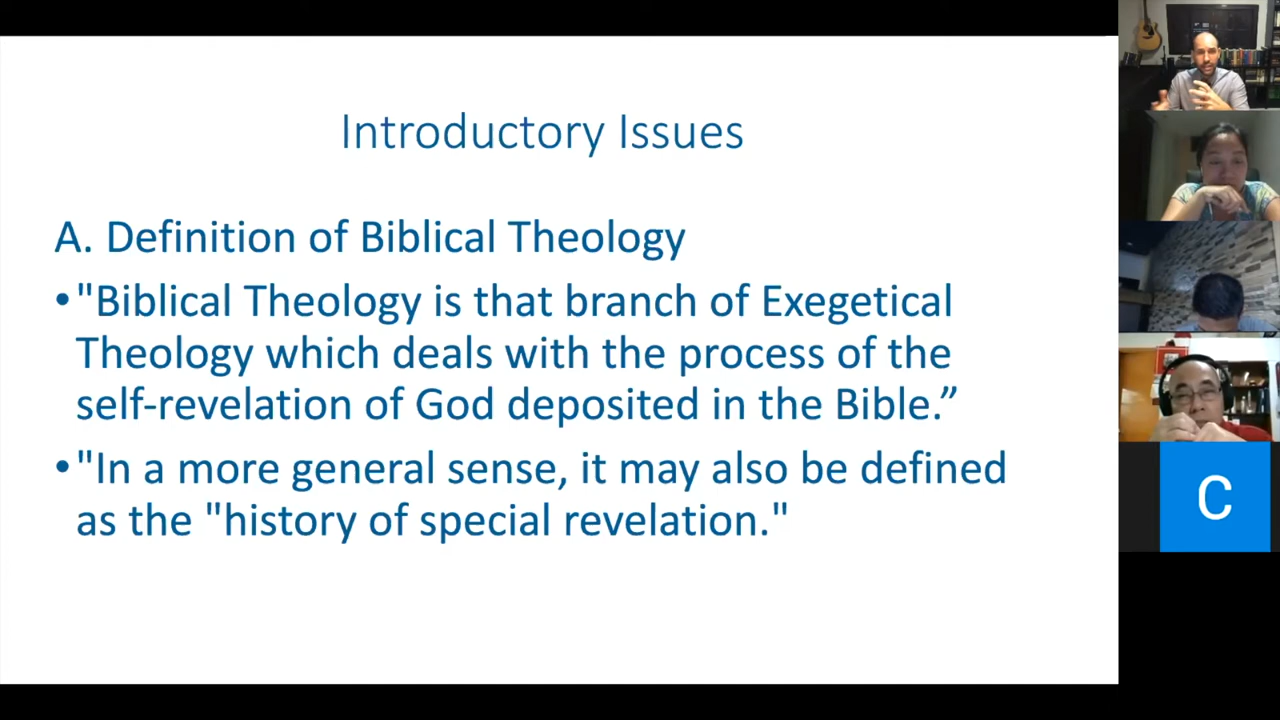 Introductory Issues
A. Definition of Biblical Theology
•"Biblical Theology is that branch of Exegetical
Theology which deals with the process of the
self-revelation of God deposited in the Bible.”
•"In a more general sense, it may also be defined
as the "history of special revelation."
C